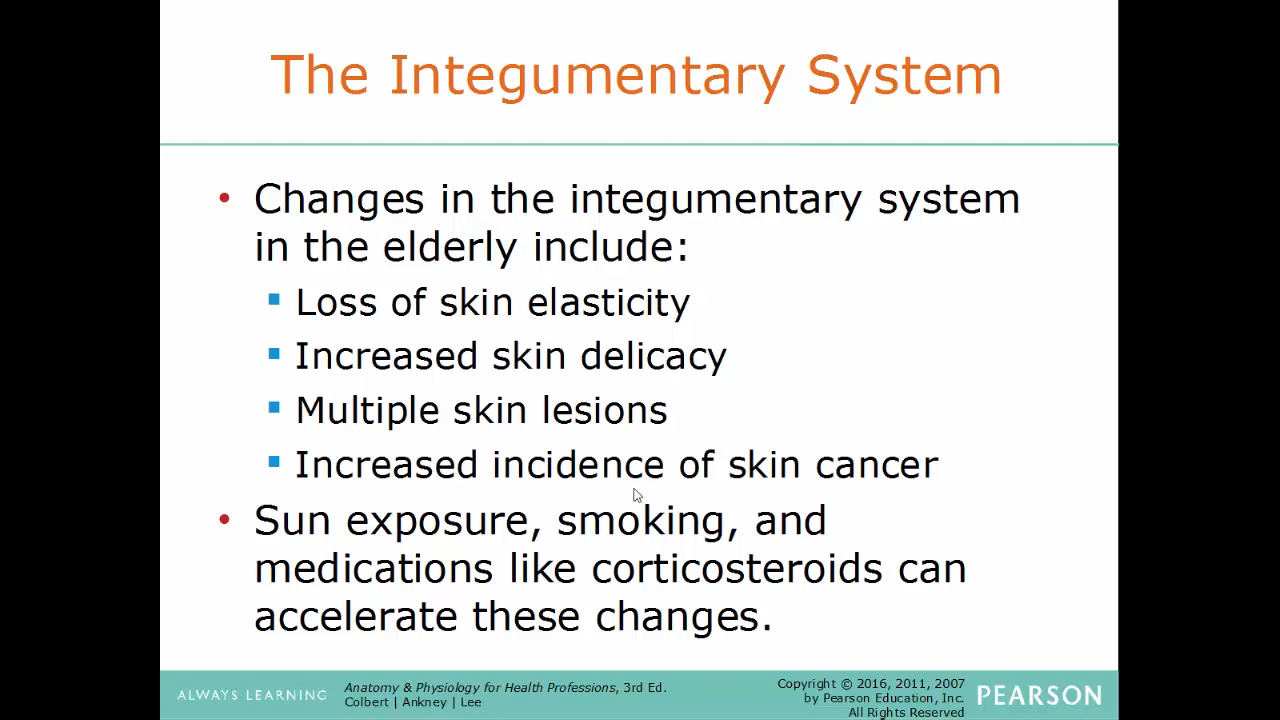 The Integumentary System
• Changes in the integumentary system
in the elderly include:
▪ Loss of skin elasticity
▪ Increased skin delicacy
▪ Multiple skin lesions
▪ Increased incidence of skin cancer
• Sun exposure, smoking, and
medications like corticosteroids can
accelerate these changes.
ALWAYS LEARNING
Anatomy & Physiology for Health Professions, 3rd Ed.
Colbert | Ankney | Lee
Copyright © 2016, 2011, 2007
by Pearson Education, Inc.
All Rights Reserved
PEARSON